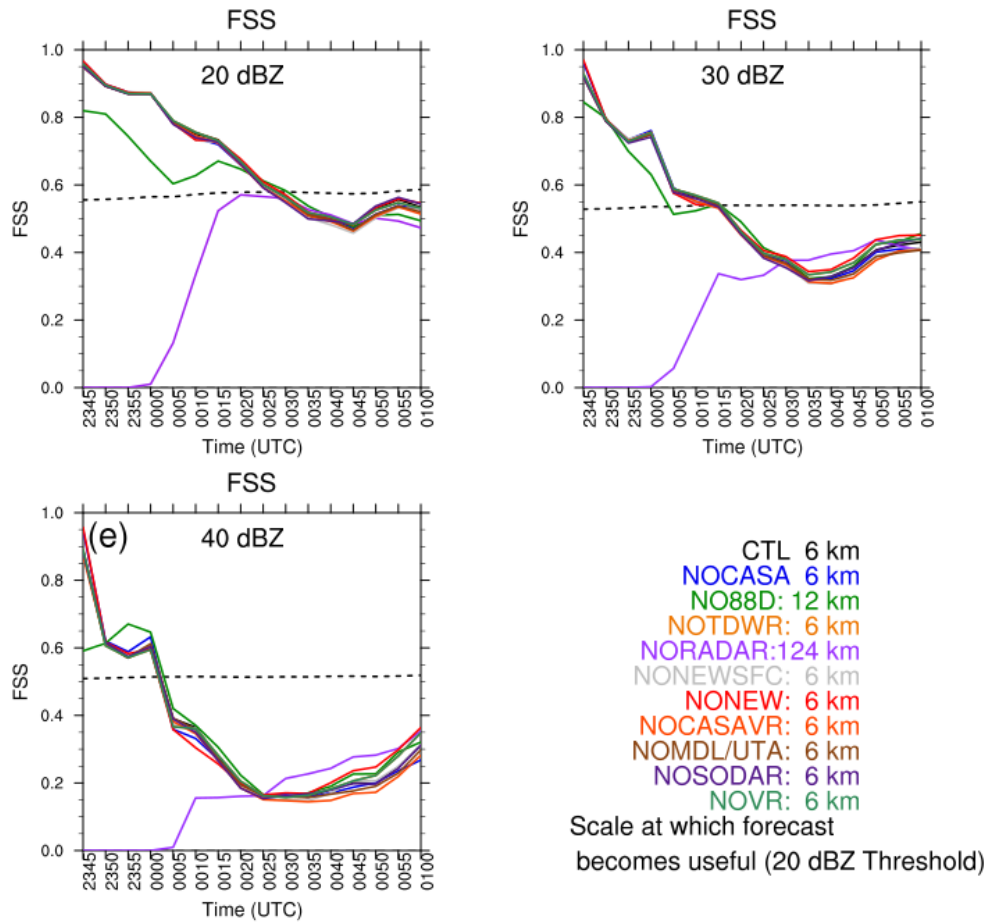 FSS
20 dBZ
FSS
1.0
0.8
0.6
0.4
0.2
0.0
2345
2350
2355
0000
0005
0010
0015
0020
0025
0030
0035
0040
0045
0050
0055
0100
Time (UTC)
FSS
30 dBZ
FSS
1.0
0.8
0.6
0.4
0.2
0.0
2345
2350
2355
0000
0005
0010
0015
0020
0025
0030
0035
0040
0045
0050
0055
0100
Time (UTC)
FSS
(e)
40 dBZ
FSS
1.0
0.8
0.6
0.4
0.2
0.0
2345
2350
2355
0000
0005
0010
0015
0020
0025
0030
0035
0040
0045
0050
0055
0100
Time (UTC)
CTL 6 km
NOCASA 6 km
NO88D: 12 km
NOTDWR: 6 km
NORADAR:124 km
NONEWSFC: 6 km
NONEW: 6 km
NOCASAVR: 6 km
NOMDL/UTA: 6 km
NOSODAR: 6 km
NOVR: 6 km
Scale at which forecast
becomes useful (20 dBZ Threshold)